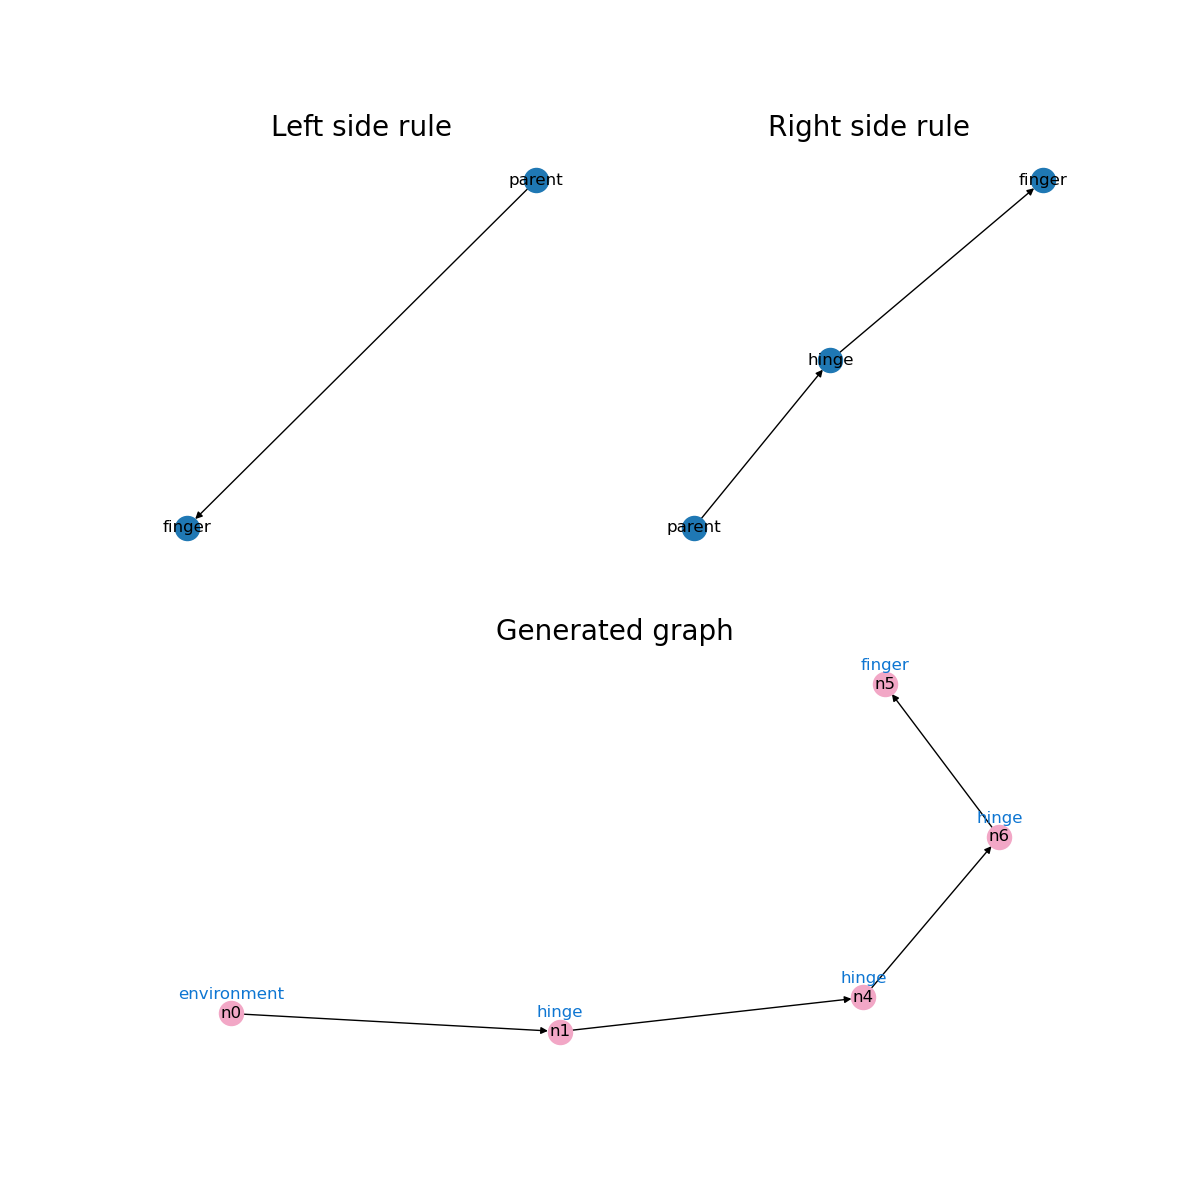 Left side rule
Right side rule
parent
finger
hinge
finger
parent
Generated graph
finger
n5
hinge
n6
hinge
n4
environment
n0
hinge
n1